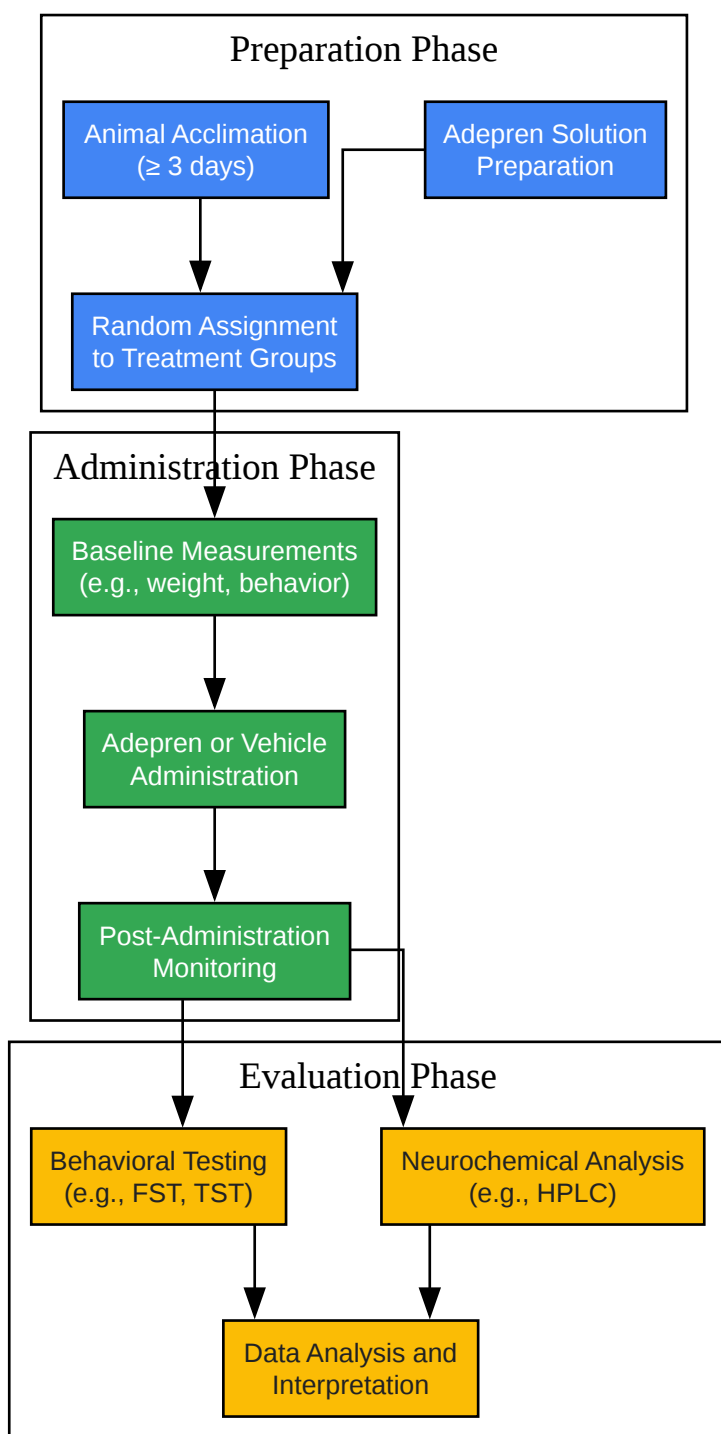 Preparation Phase
Animal Acclimation
(≥ 3 days)
Adepren Solution
Preparation
Random Assignment
to Treatment Groups
Administration Phase
Baseline Measurements
(e.g., weight, behavior)
Adepren or Vehicle
Administration
Post-Administration
Monitoring
Evaluation Phase
Behavioral Testing
(e.g., FST, TST)
Neurochemical Analysis
(e.g., HPLC)
Data Analysis and
Interpretation